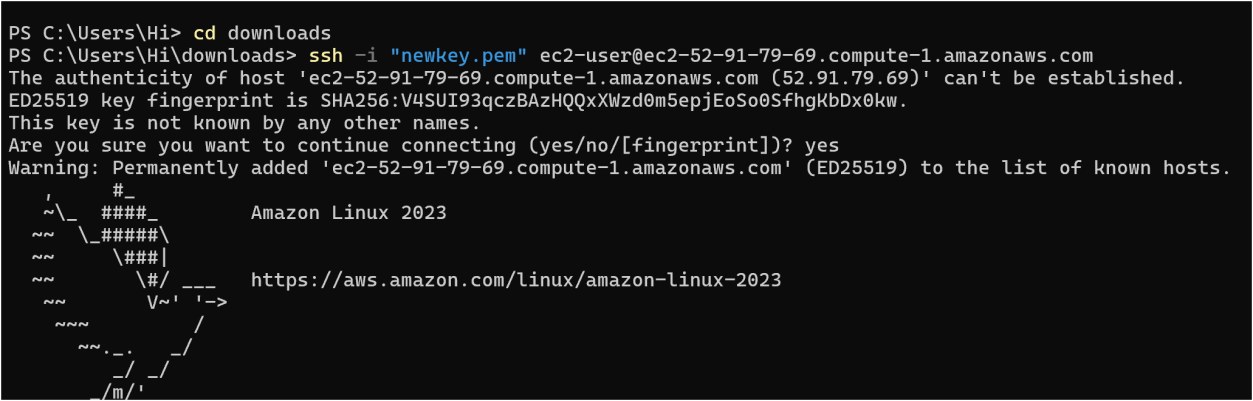 PS C:\Users\Hi> cd downloads
PS C:\Users\Hi\downloads> ssh -i "newkey.pem" ec2-user@ec2-52-91-79-69.compute-1.amazonaws.com
The authenticity of host 'ec2-52-91-79-69.compute-1.amazonaws.com (52.91.79.69)' can't be established.
ED25519 key fingerprint is SHA256:V4SUI93qczBAzHQQxXWzd0m5epjEoSo0SfhgKbDx0kw.
This key is not known by any other names.
Are you sure you want to continue connecting (yes/no/[fingerprint])? yes
Warning: Permanently added 'ec2-52-91-79-69.compute-1.amazonaws.com' (ED25519) to the list of known hosts.
   ,     #_
   ~\_  ####_        Amazon Linux 2023
  ~~  \_#####\
  ~~     \###|
  ~~       \#/ ___   https://aws.amazon.com/linux/amazon-linux-2023
   ~~       V~' '->
    ~~~         /
      ~~._.   _/
         _/ _/
       _/m/'